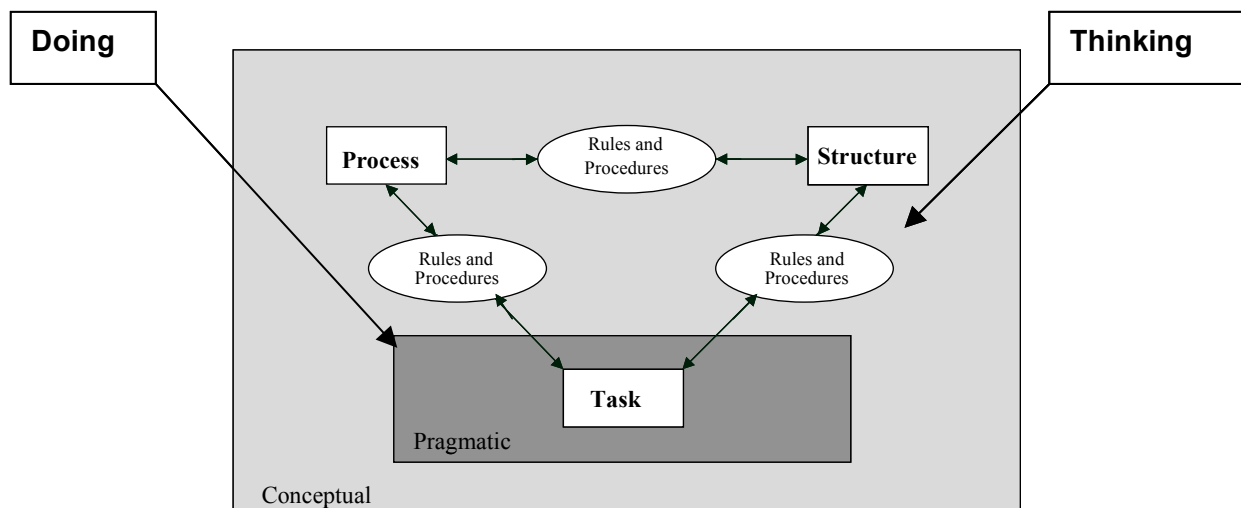 Doing
Thinking
Process
Rules and
Procedures
Structure
Rules and
Procedures
Rules and
Procedures
Task
Pragmatic
Conceptual